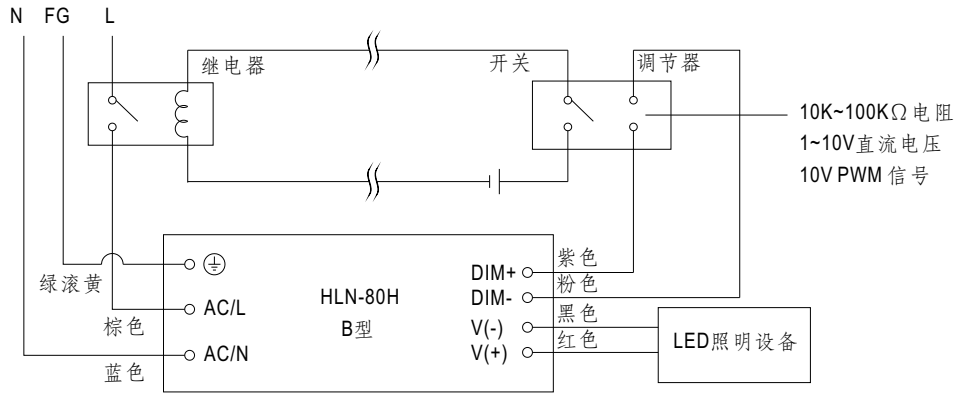 N FG L
继电器
开关
调节器
10K~100KΩ电阻
1~10V直流电压
10V PWM 信号
绿滚黄
棕色
蓝色
AC/L
AC/N
HLN-80H
B型
DIM+
DIM-
V(-)
V(+)
紫色
粉色
黑色
红色
LED照明设备